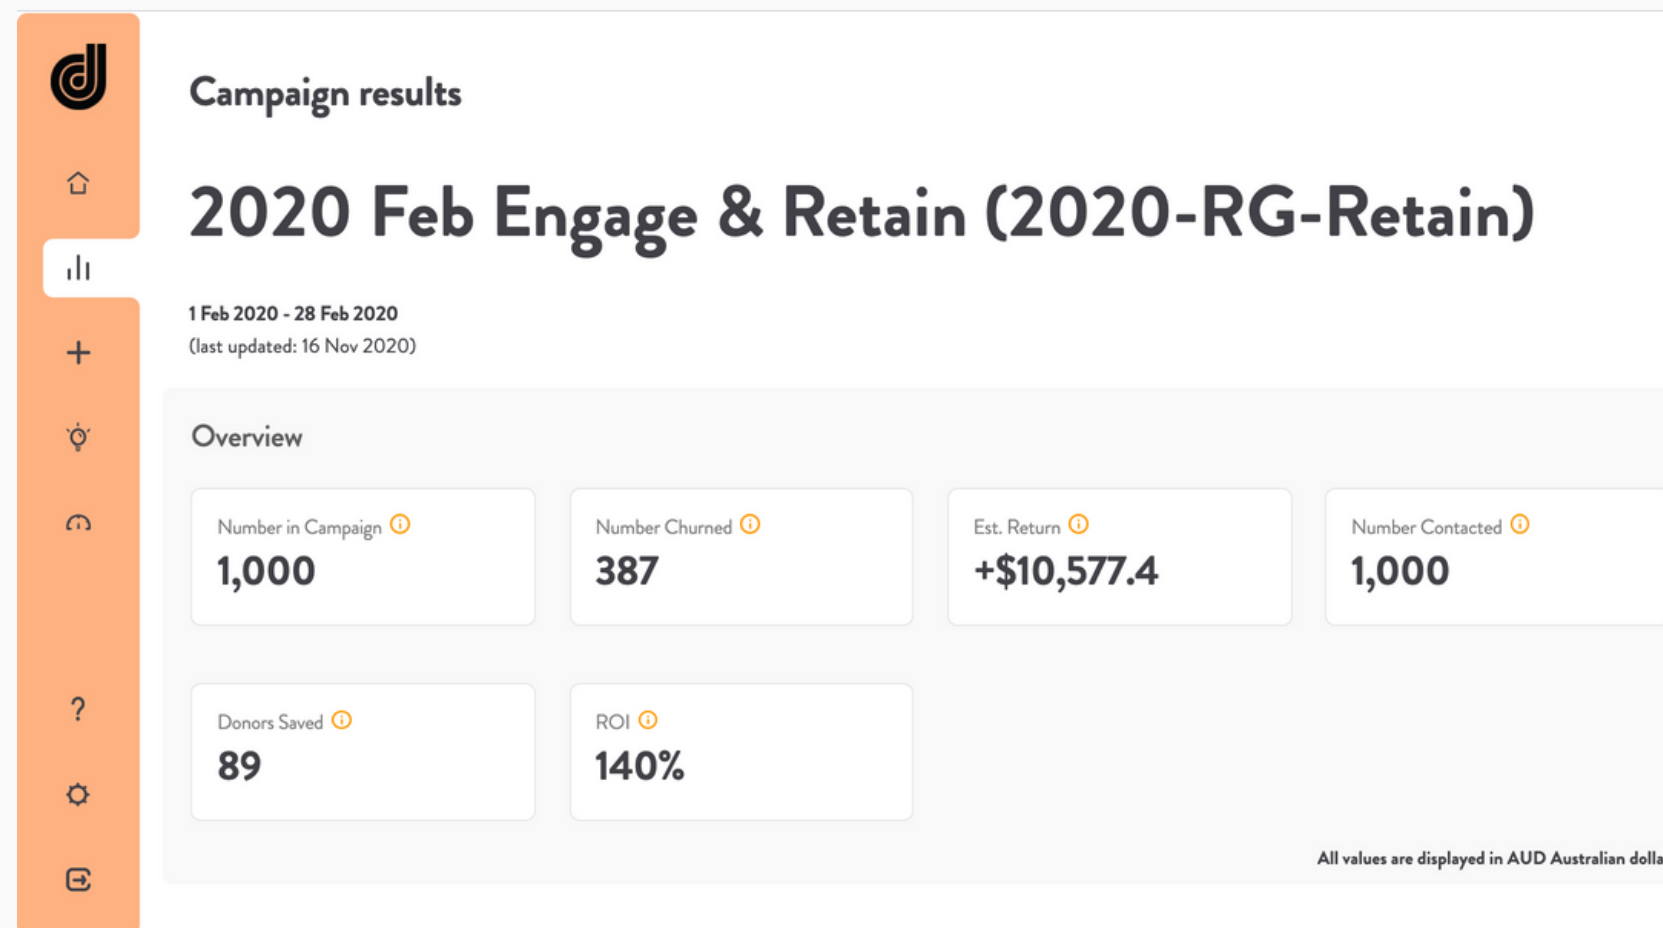 Campaign results
2020 Feb Engage & Retain (2020-RG-Retain)
1 Feb 2020 - 28 Feb 2020
(last updated: 16 Nov 2020)
Overview
Number in Campaign
1,000
Number Churned
387
Est. Return
+$10,577.4
Number Contacted
1,000
Donors Saved
89
ROI
140%
All values are displayed in AUD Australian dolla